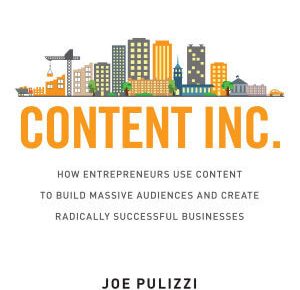 CONTENT INC.
HOW ENTREPRENEURS USE CONTENT
TO BUILD MASSIVE AUDIENCES AND CREATE
RADICALLY SUCCESSFUL BUSINESSES
JOE PULIZZI